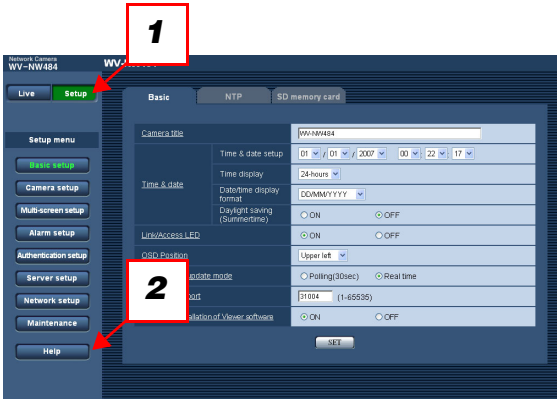 1
Network Camera
WV-NW484
WV-
Live Setup
Basic NTP SD memory card
Setup menu
Basic setup
Camera setup
Multi-screen setup
Alarm setup
Authentication setup
Server setup
Network setup
Maintenance
Help
Camera title WV-NW484
Time & date
Time & date setup 01 / 01 / 2007 00 : 22 : 17
Time display 24-hours
Date/time display format DD/MM/YYYY
Daylight saving (Summertime) ON OFF
Link/Access LED ON OFF
OSD Position Upper left
update mode Polling(30sec) Real time
2
ort 31004 (1-65535)
allation of Viewer software ON OFF
SET